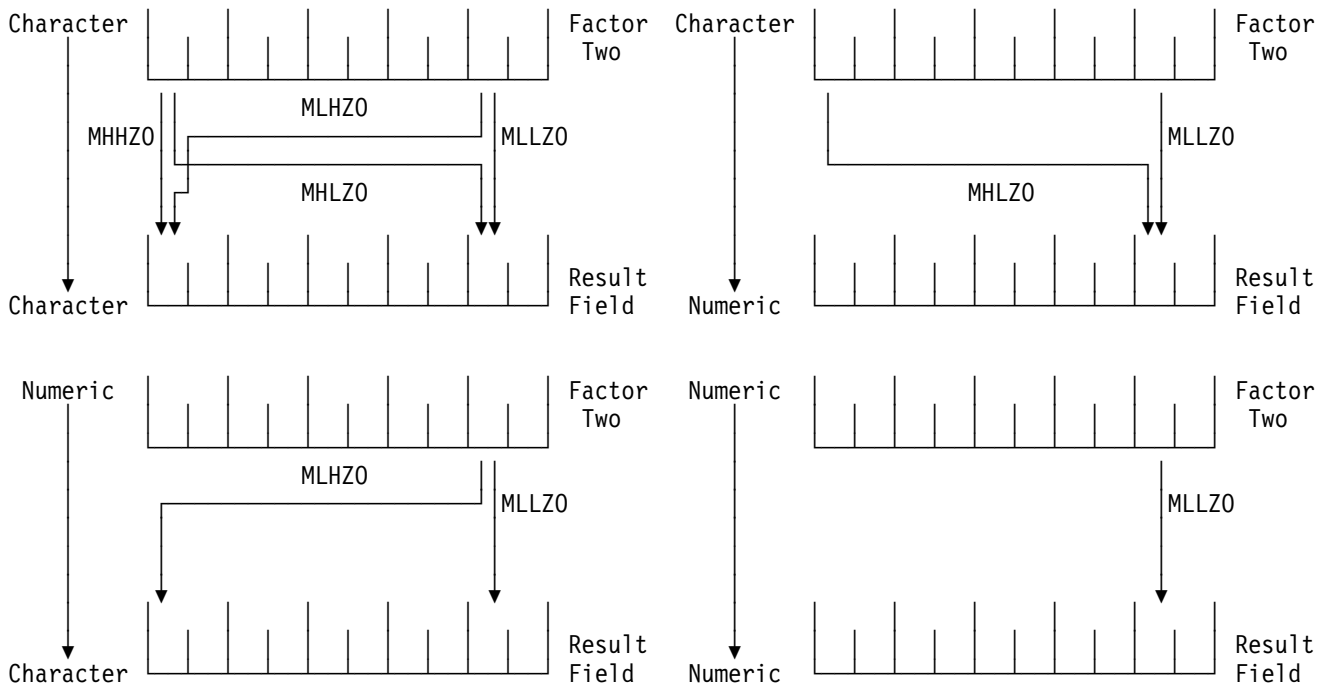 Character Factor Two
MLHZO
MHHZO MLLZO
MHLZO
Character Result Field
Character Factor Two
MLLZO
MHLZO
Numeric Result Field
Numeric Factor Two
MLHZO
MLLZO
Character Result Field
Numeric Factor Two
MLLZO
Numeric Result Field